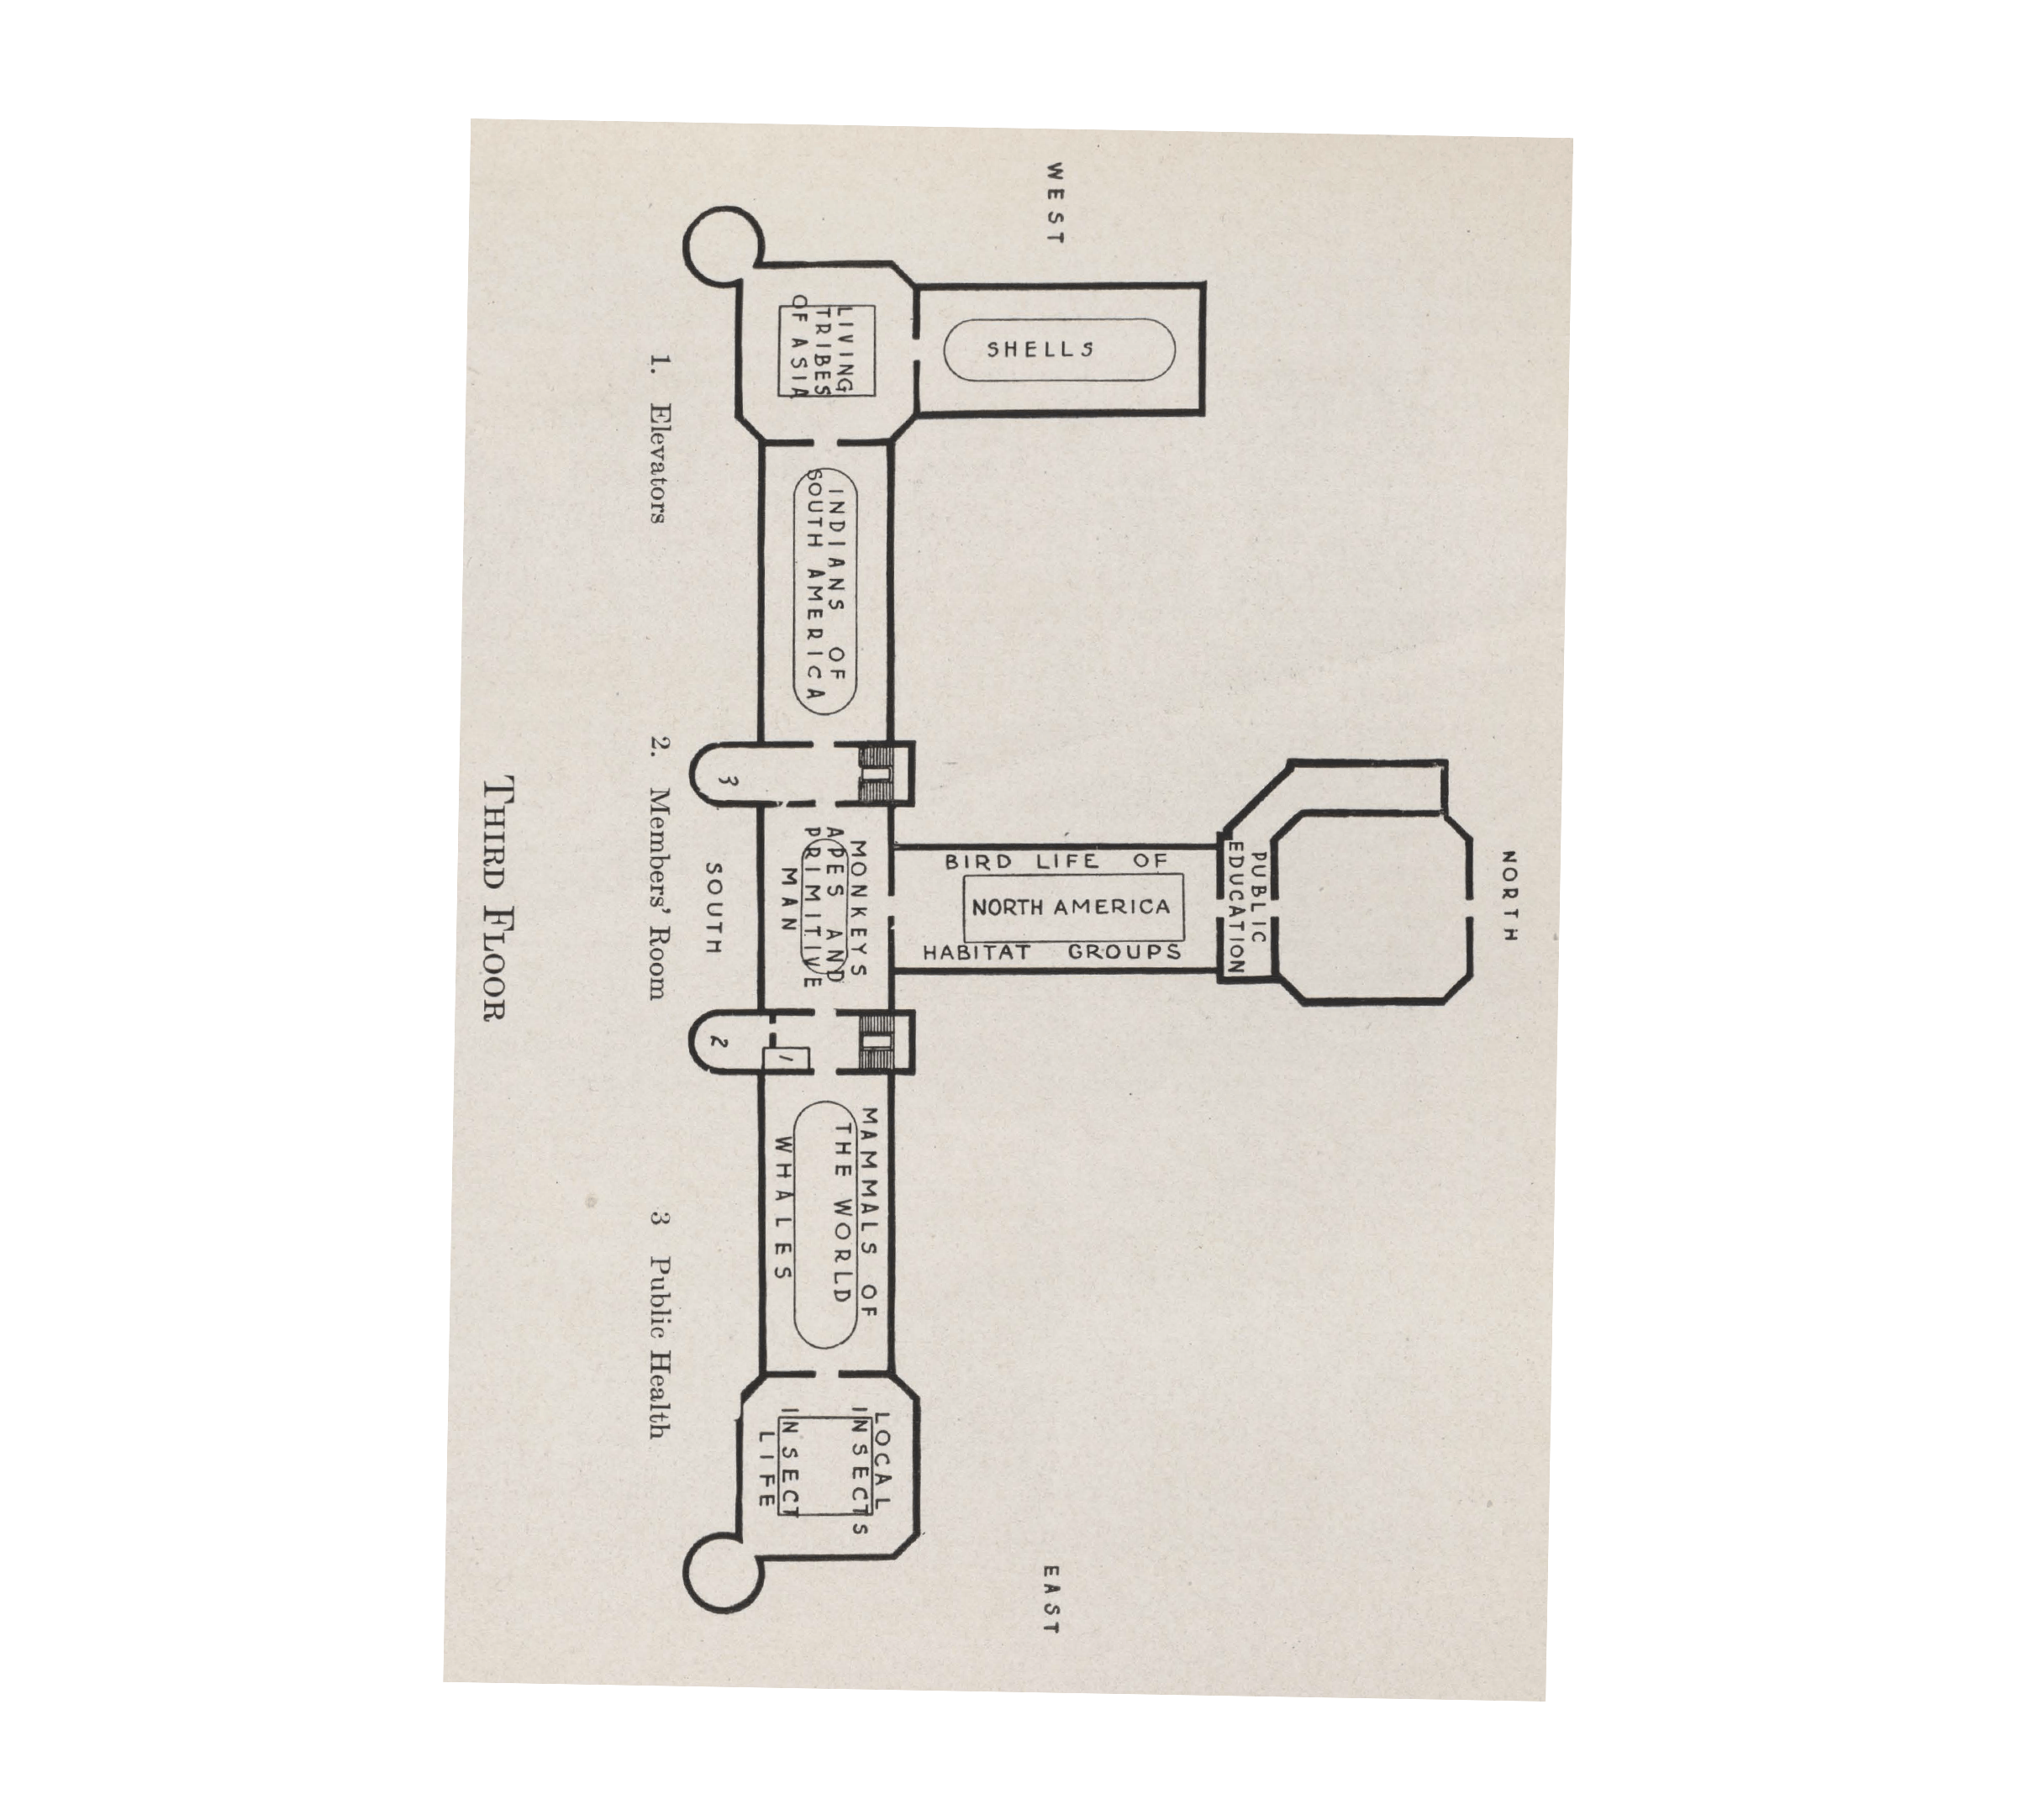 NORTH
WEST
EAST
SHELLS
PUBLIC
EDUCATION
BIRD LIFE OF
NORTH AMERICA
HABITAT GROUPS
LIVING
TRIBES
OF ASIA
INDIANS OF
SOUTH AMERICA
MONKEYS
APES AND
PRIMITIVE
MAN
MAMMALS OF
THE WORLD
WHALES
LOCAL
INSECTS
INSECT
LIFE
3
1
2
SOUTH
1. Elevators
2. Members' Room
3 Public Health
THIRD FLOOR